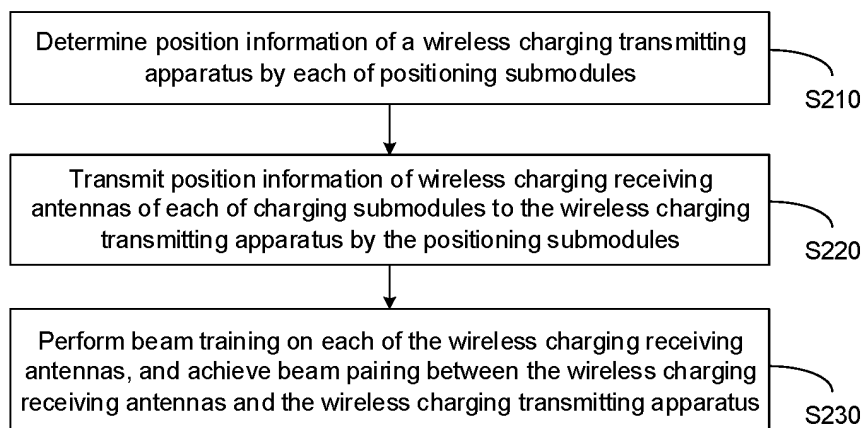 Determine position information of a wireless charging transmitting
apparatus by each of positioning submodules
S210
Transmit position information of wireless charging receiving
antennas of each of charging submodules to the wireless charging
transmitting apparatus by the positioning submodules
S220
Perform beam training on each of the wireless charging receiving
antennas, and achieve beam pairing between the wireless charging
receiving antennas and the wireless charging transmitting apparatus
S230